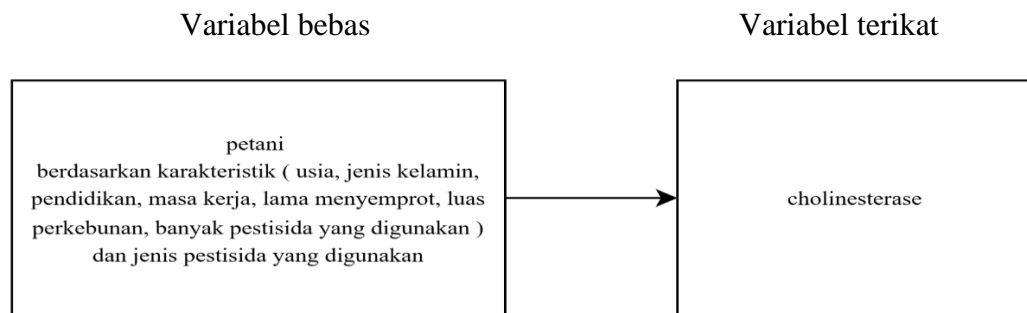 Variabel bebas
Variabel terikat
petani
berdasarkan karakteristik ( usia, jenis kelamin,
pendidikan, masa kerja, lama menyemprot, luas
perkebunan, banyak pestisida yang digunakan )
dan jenis pestisida yang digunakan
cholinesterase